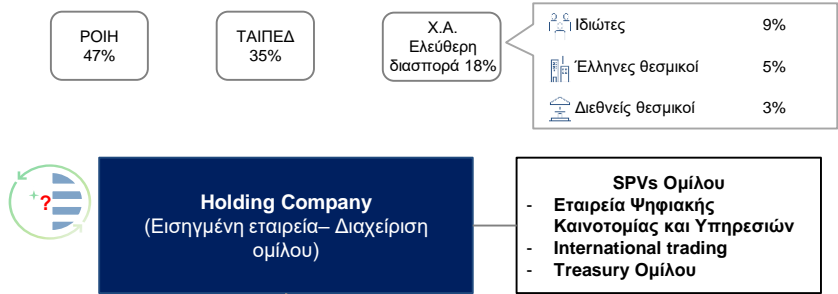 ΡΟΙΗ
47%
ΤΑΙΠΕΔ
35%
Χ.Α.
Ελεύθερη
διασπορά 18%
Ιδιώτες 9%
Έλληνες θεσμικοί 5%
Διεθνείς θεσμικοί 3%
?
Holding Company
(Εισηγμένη εταιρεία– Διαχείριση
ομίλου)
SPVs Ομίλου
- Εταιρεία Ψηφιακής
Καινοτομίας και Υπηρεσιών
- International trading
- Treasury Ομίλου